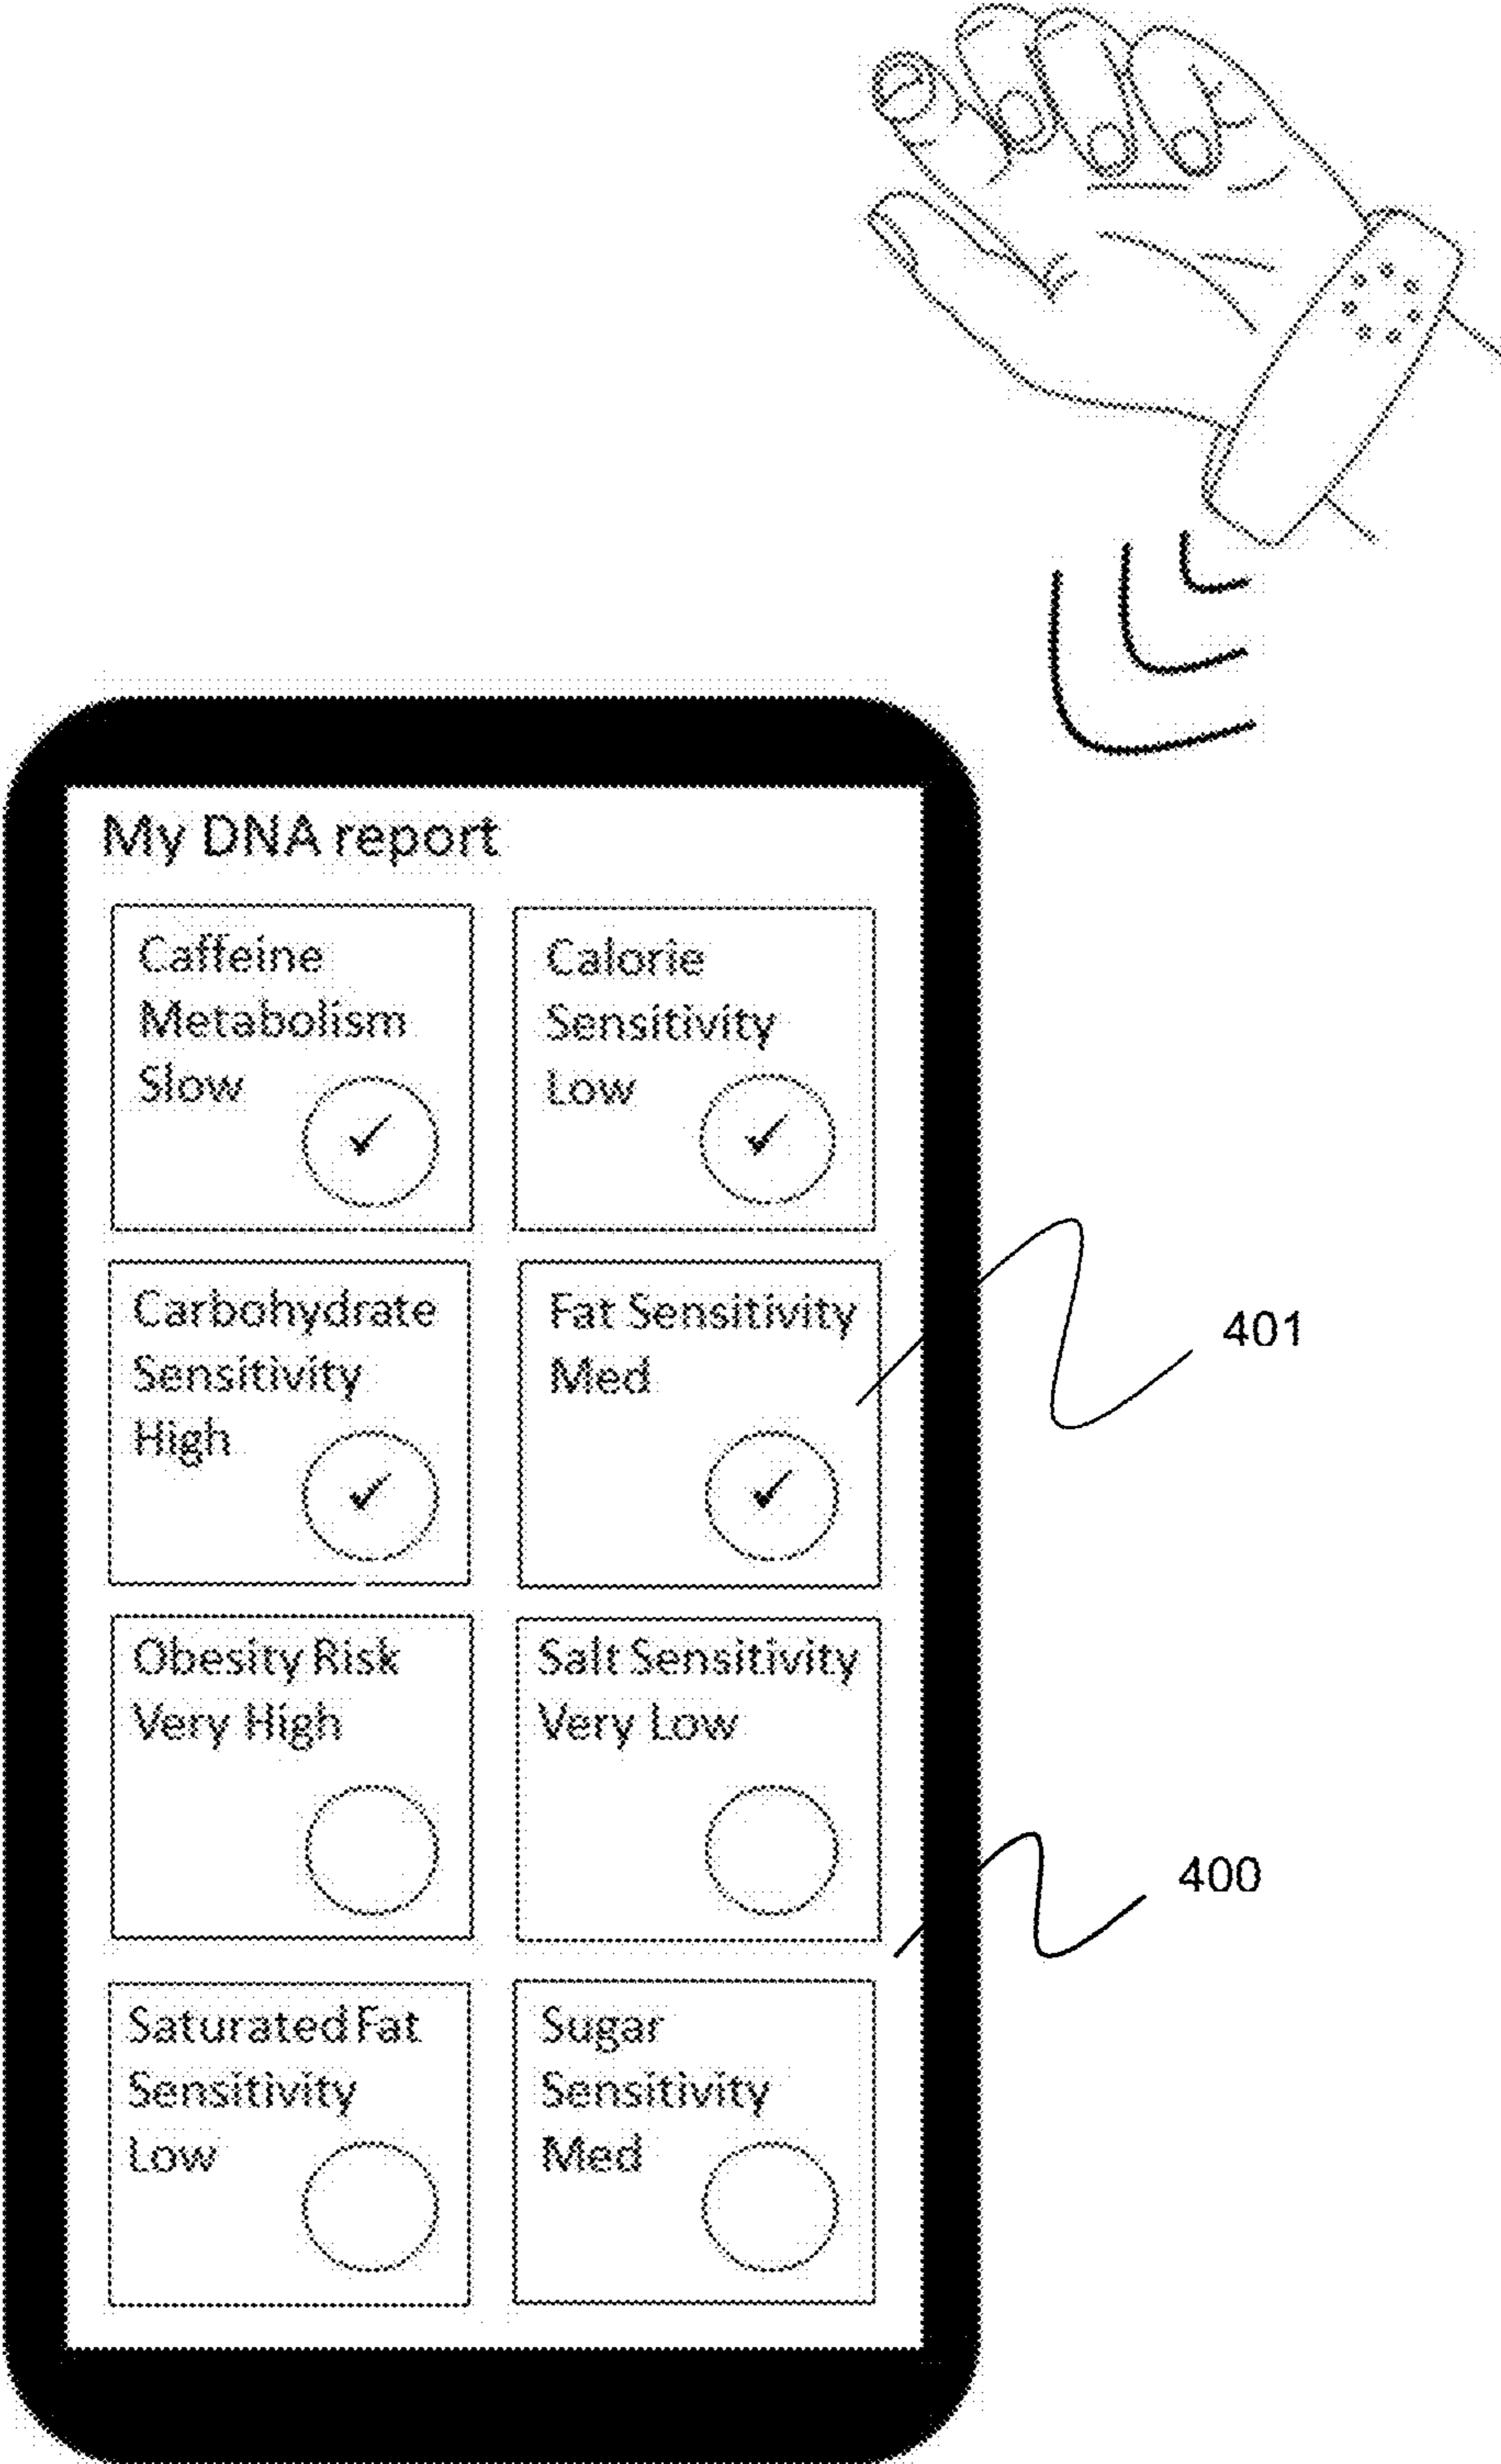 My DNA report
Caffeine
Metabolism
Slow
Calorie
Sensitivity
Low
Carbohydrate
Sensitivity
High
Fat Sensitivity
Med
401
Obesity Risk
Very High
Salt Sensitivity
Very Low
400
Saturated Fat
Sensitivity
Low
Sugar
Sensitivity
Med